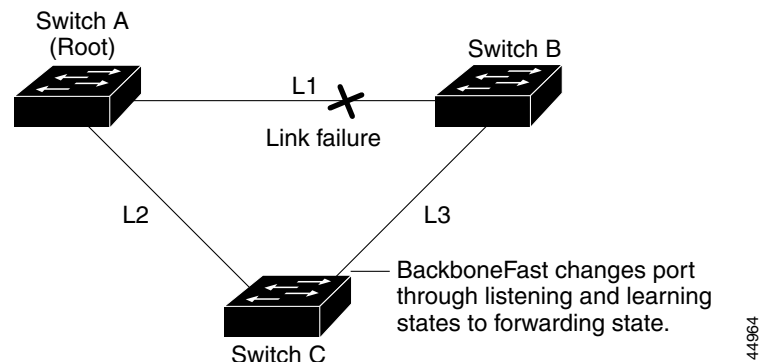 Switch A
(Root)
Switch B
L1
Link failure
L2
L3
BackboneFast changes port
through listening and learning
states to forwarding state.
Switch C
44964